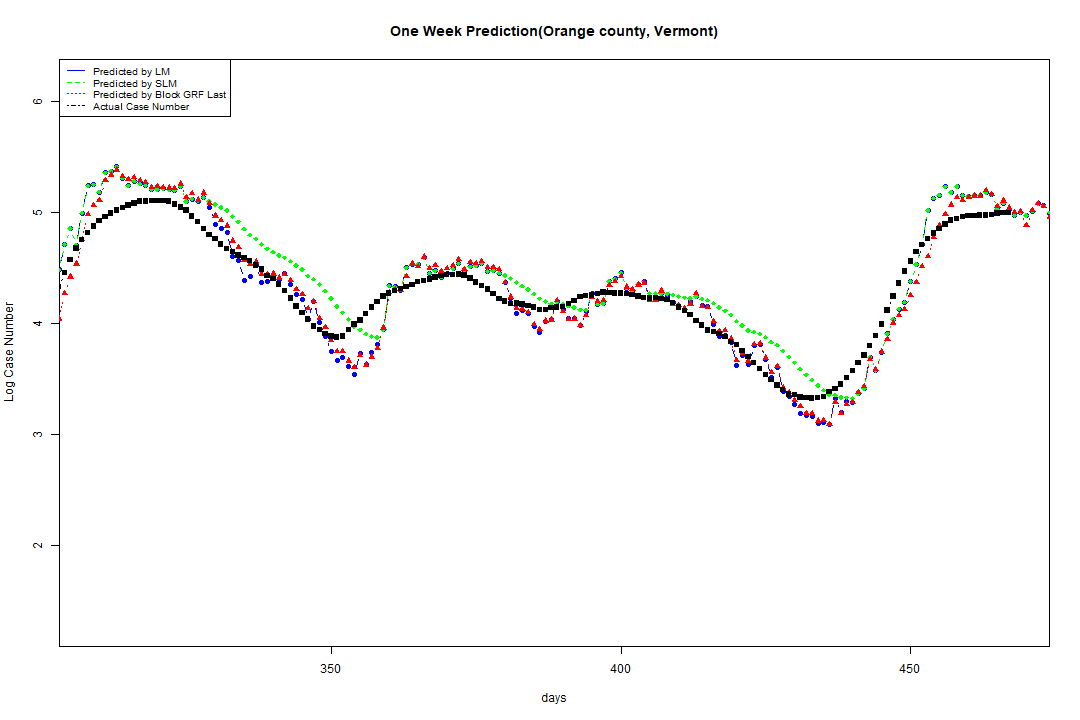 One Week Prediction(Orange county, Vermont)
Predicted by LM
Predicted by SLM
Predicted by Block GRF Last
Actual Case Number
6
5
4
3
2
Log Case Number
350
400
450
days